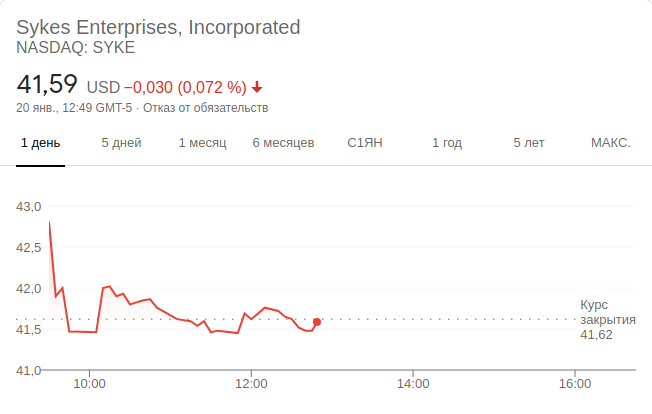 Sykes Enterprises, Incorporated
NASDAQ: SYKE
41,59 USD −0,030 (0,072 %)
20 янв., 12:49 GMT-5 · Отказ от обязательств
1 день 5 дней 1 месяц 6 месяцев С1ЯН 1 год 5 лет МАКС.
43,0
42,5
42,0
41,5
41,0
Курс
закрытия
41,62
10:00 12:00 14:00 16:00